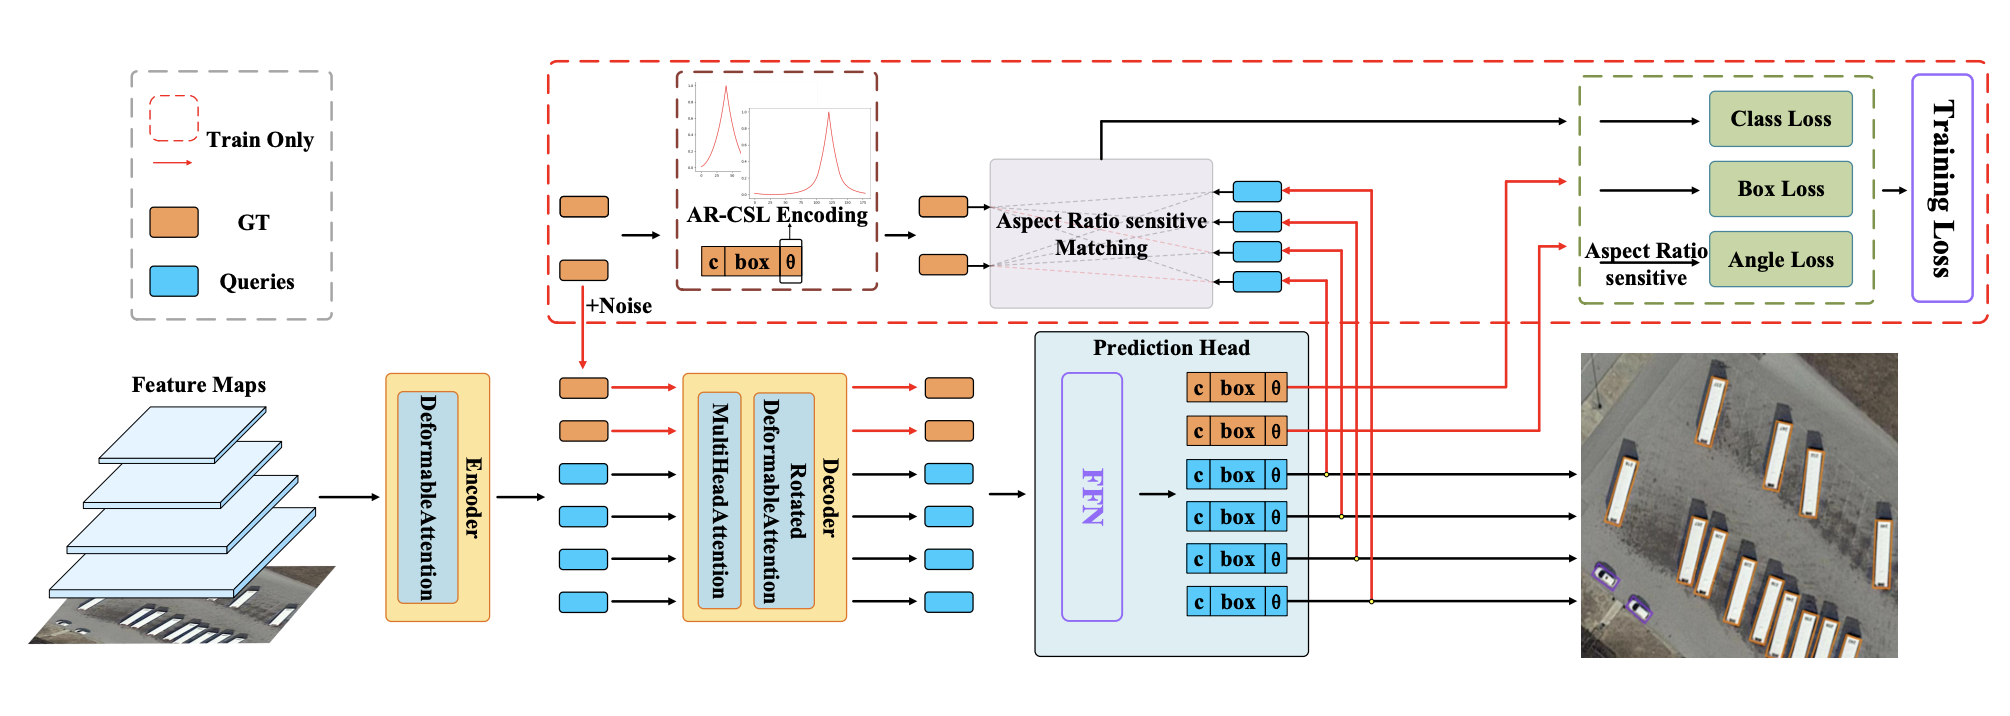 Train Only
GT
Queries
AR-CSL Encoding
c box θ
+Noise
Aspect Ratio sensitive
Matching
Class Loss
Box Loss
Aspect Ratio
sensitive
Angle Loss
Training Loss
Feature Maps
DeformableAttention
Encoder
MultiHeadAttention
Rotated
DeformableAttention
Decoder
Prediction Head
FFN
c box θ
c box θ
c box θ
c box θ
c box θ
c box θ